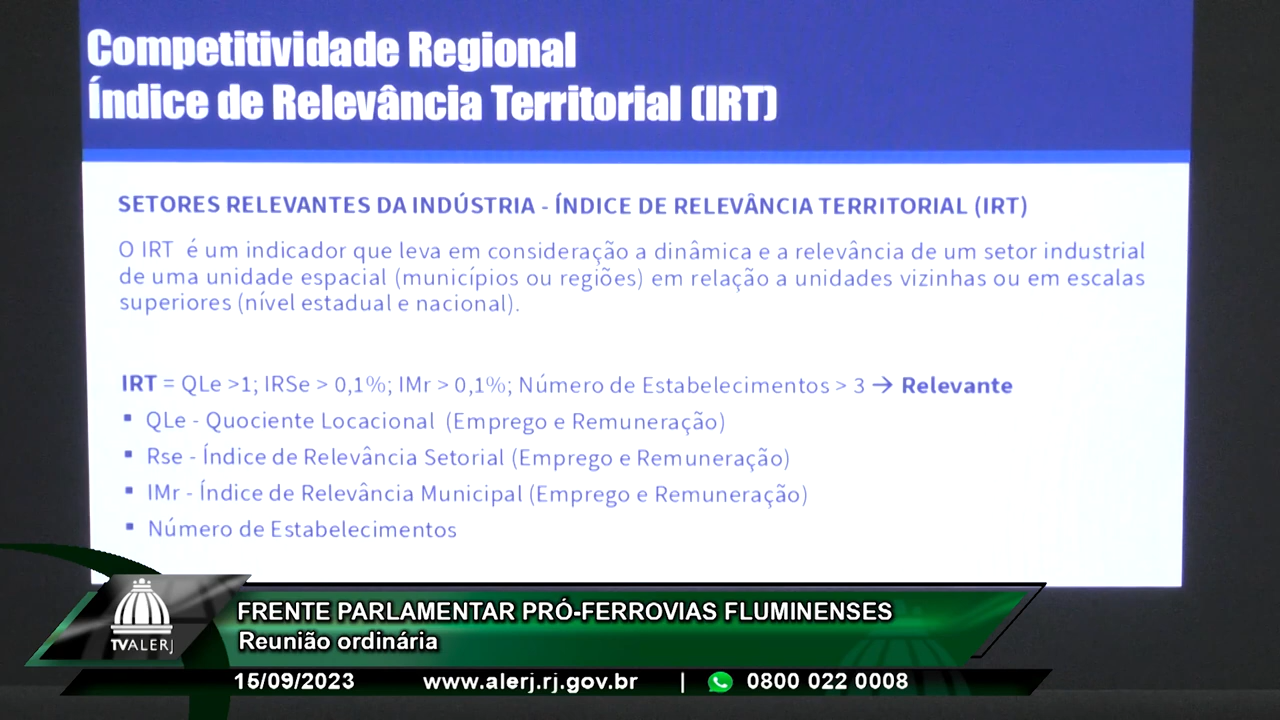 Competitividade Regional
Índice de Relevância Territorial (IRT)
SETORES RELEVANTES DA INDÚSTRIA - ÍNDICE DE RELEVÂNCIA TERRITORIAL (IRT)
O IRT é um indicador que leva em consideração a dinâmica e a relevância de um setor industrial
de uma unidade espacial (municípios ou regiões) em relação a unidades vizinhas ou em escalas
superiores (nível estadual e nacional).
IRT = QLe >1; IRSe > 0,1%; IMr > 0,1%; Número de Estabelecimentos > 3 → Relevante
▪ QLe - Quociente Locacional (Emprego e Remuneração)
▪ Rse - Índice de Relevância Setorial (Emprego e Remuneração)
▪ IMr - Índice de Relevância Municipal (Emprego e Remuneração)
▪ Número de Estabelecimentos
FRENTE PARLAMENTAR PRÓ-FERROVIAS FLUMINENSES
Reunião ordinária
TVALERJ
15/09/2023 www.alerj.rj.gov.br | 0800 022 0008